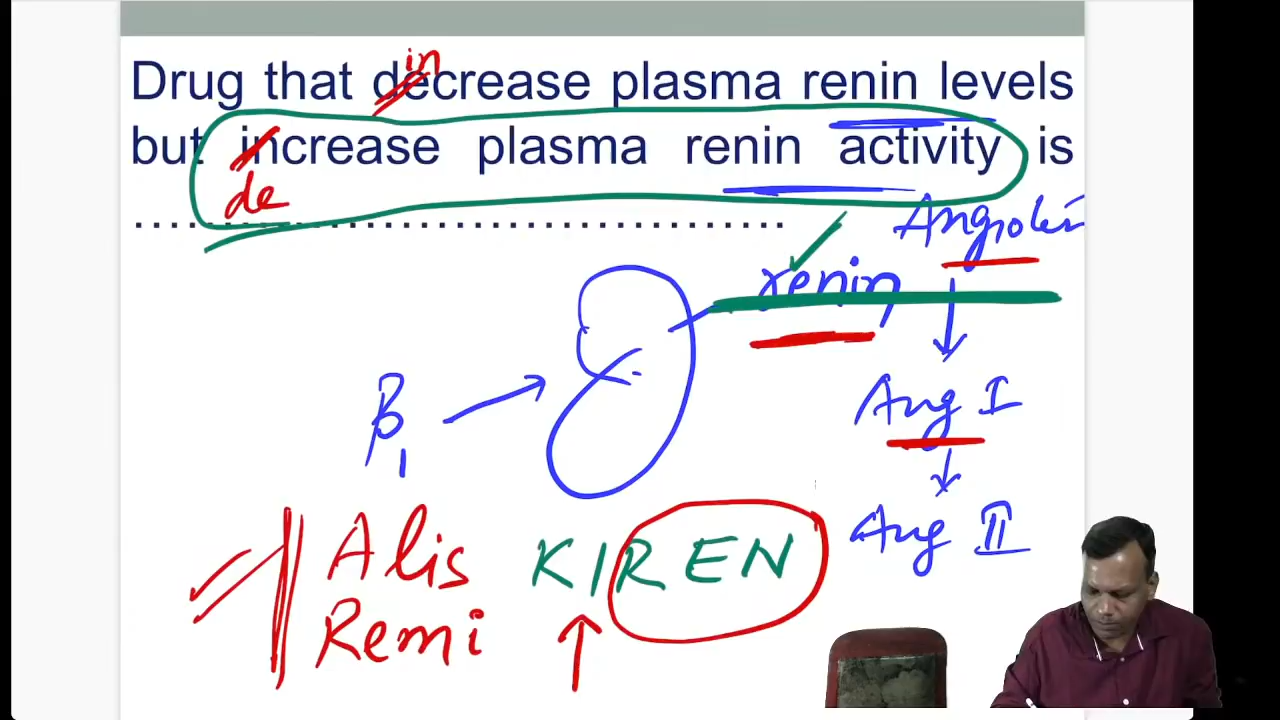 in
Drug that decrease plasma renin levels
but increase plasma renin activity is
de
.............................................
renin
Ang I
β1
Ang II
Alis KIREN
Remi